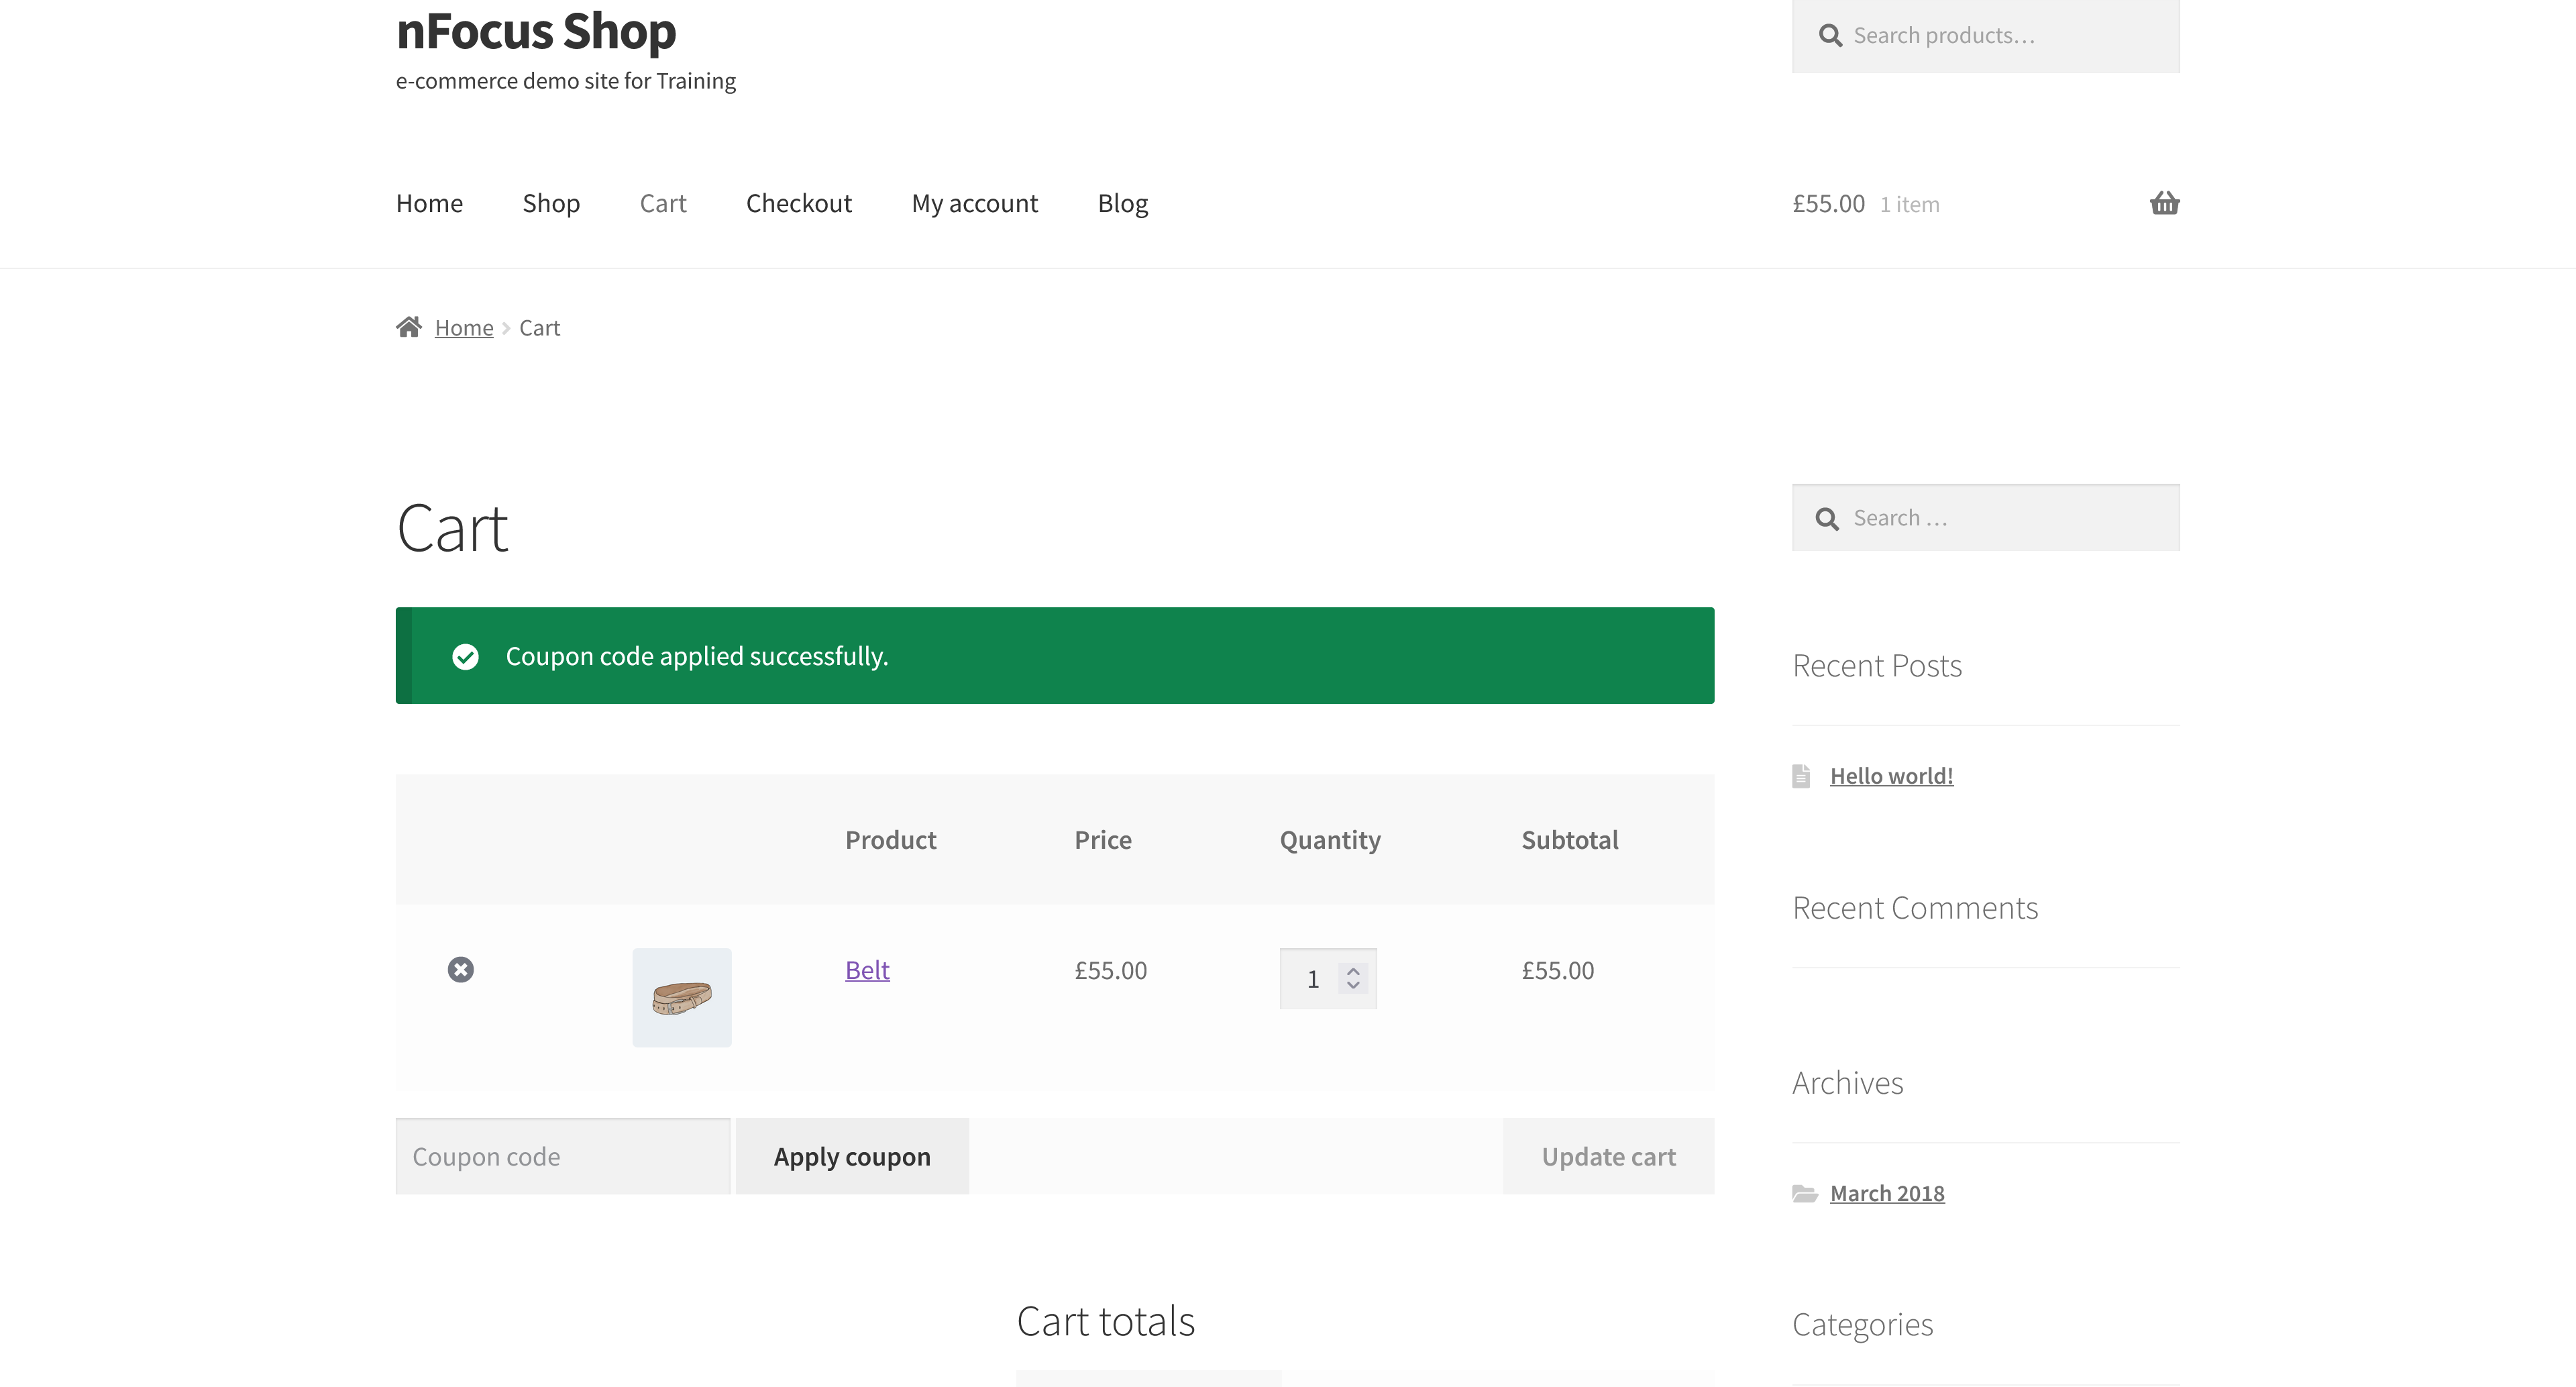 nFocus Shop
e-commerce demo site for Training
Search products…
Home Shop Cart Checkout My account Blog
£55.00 1 item
Home Cart
Cart
Coupon code applied successfully.
Product Price Quantity Subtotal
Belt £55.00 1 £55.00
Coupon code Apply coupon Update cart
Cart totals
Search …
Recent Posts
Hello world!
Recent Comments
Archives
March 2018
Categories